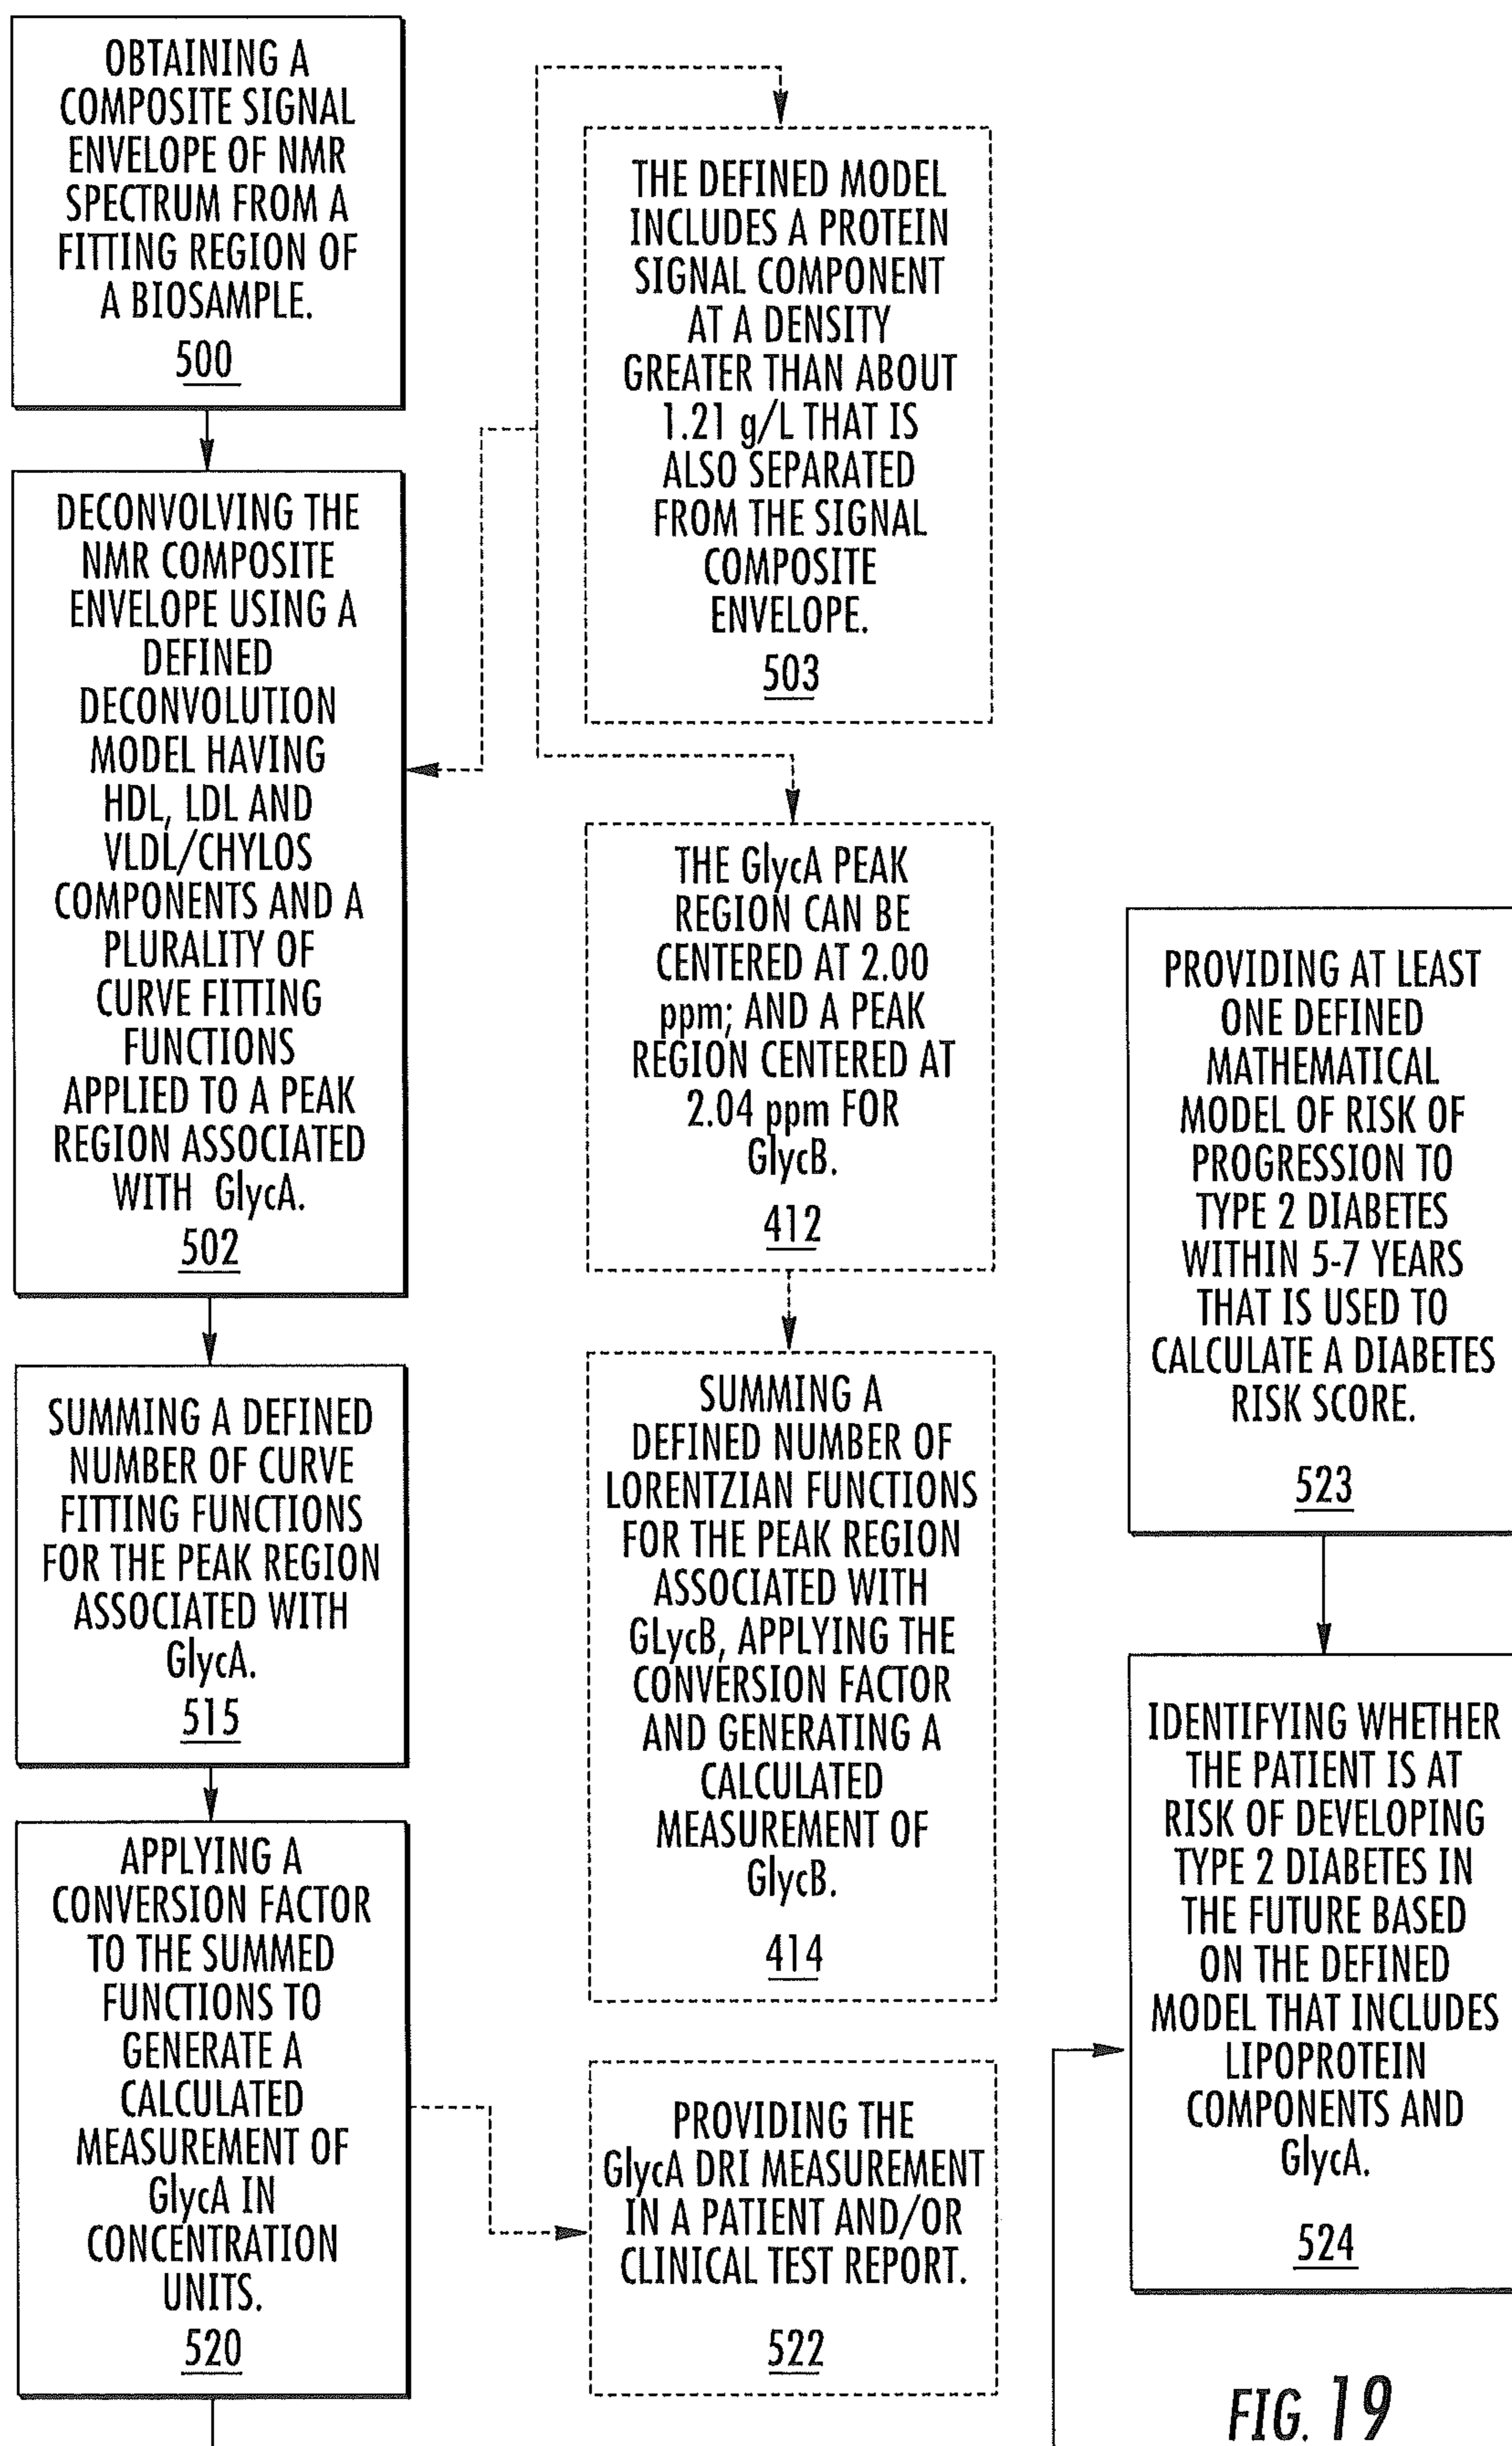 OBTAINING A
COMPOSITE SIGNAL
ENVELOPE OF NMR
SPECTRUM FROM A
FITTING REGION OF
A BIOSAMPLE.
500
DECONVOLVING THE
NMR COMPOSITE
ENVELOPE USING A
DEFINED
DECONVOLUTION
MODEL HAVING
HDL, LDL AND
VLDL/CHYLOS
COMPONENTS AND A
PLURALITY OF
CURVE FITTING
FUNCTIONS
APPLIED TO A PEAK
REGION ASSOCIATED
WITH GlycA.
502
SUMMING A DEFINED
NUMBER OF CURVE
FITTING FUNCTIONS
FOR THE PEAK REGION
ASSOCIATED WITH
GlycA.
515
APPLYING A
CONVERSION FACTOR
TO THE SUMMED
FUNCTIONS TO
GENERATE A
CALCULATED
MEASUREMENT OF
GlycA IN
CONCENTRATION
UNITS.
520
THE DEFINED MODEL
INCLUDES A PROTEIN
SIGNAL COMPONENT
AT A DENSITY
GREATER THAN ABOUT
1.21 g/L THAT IS
ALSO SEPARATED
FROM THE SIGNAL
COMPOSITE
ENVELOPE.
503
THE GlycA PEAK
REGION CAN BE
CENTERED AT 2.00
ppm; AND A PEAK
REGION CENTERED AT
2.04 ppm FOR
GlycB.
412
SUMMING A
DEFINED NUMBER OF
LORENTZIAN FUNCTIONS
FOR THE PEAK REGION
ASSOCIATED WITH
GLycB, APPLYING THE
CONVERSION FACTOR
AND GENERATING A
CALCULATED
MEASUREMENT OF
GlycB.
414
PROVIDING THE
GlycA DRI MEASUREMENT
IN A PATIENT AND/OR
CLINICAL TEST REPORT.
522
PROVIDING AT LEAST
ONE DEFINED
MATHEMATICAL
MODEL OF RISK OF
PROGRESSION TO
TYPE 2 DIABETES
WITHIN 5-7 YEARS
THAT IS USED TO
CALCULATE A DIABETES
RISK SCORE.
523
IDENTIFYING WHETHER
THE PATIENT IS AT
RISK OF DEVELOPING
TYPE 2 DIABETES IN
THE FUTURE BASED
ON THE DEFINED
MODEL THAT INCLUDES
LIPOPROTEIN
COMPONENTS AND
GlycA.
524
FIG. 19